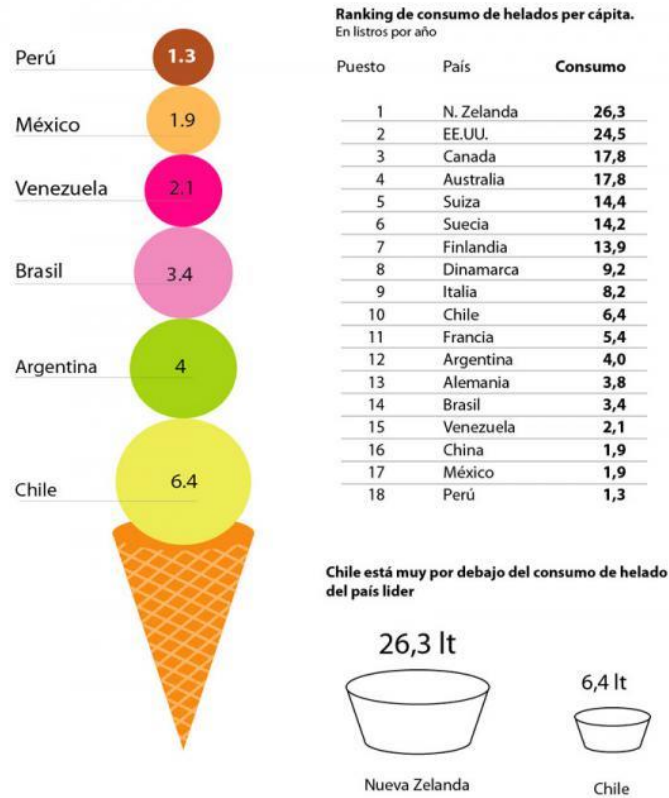 Perú
1.3
México
1.9
Venezuela
2.1
Brasil
3.4
Argentina
4
Chile
6.4
Ranking de consumo de helados per cápita.
En listros por año
Puesto País Consumo
1 N. Zelanda 26,3
2 EE.UU. 24,5
3 Canada 17,8
4 Australia 17,8
5 Suiza 14,4
6 Suecia 14,2
7 Finlandia 13,9
8 Dinamarca 9,2
9 Italia 8,2
10 Chile 6,4
11 Francia 5,4
12 Argentina 4,0
13 Alemania 3,8
14 Brasil 3,4
15 Venezuela 2,1
16 China 1,9
17 México 1,9
18 Perú 1,3
Chile está muy por debajo del consumo de helado
del país lider
26,3 lt
Nueva Zelanda
6,4 lt
Chile